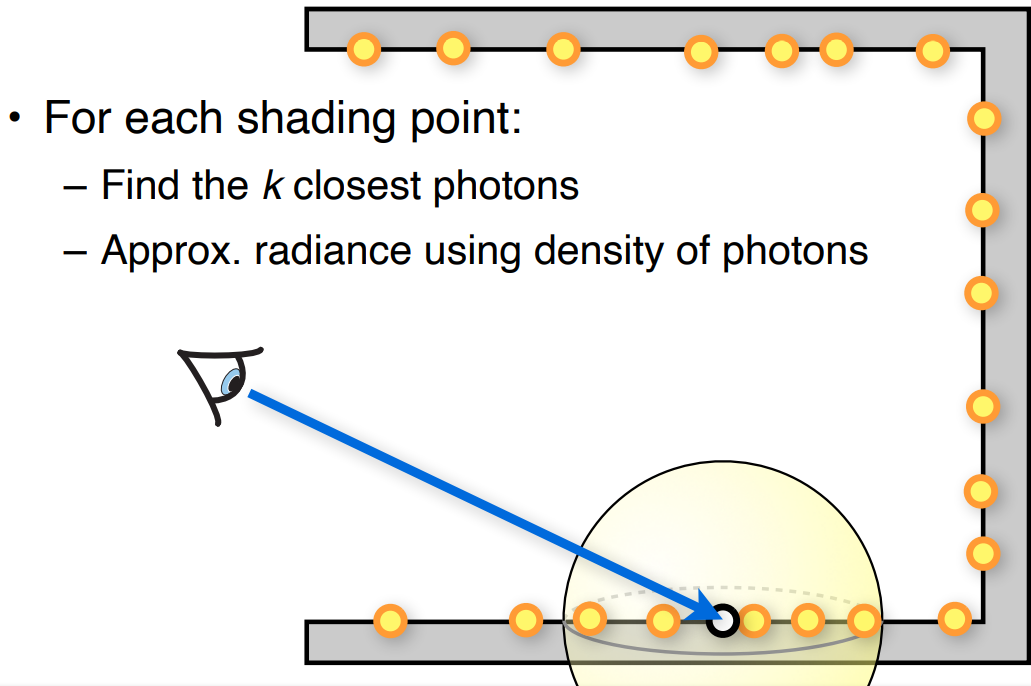 • For each shading point:
– Find the k closest photons
– Approx. radiance using density of photons